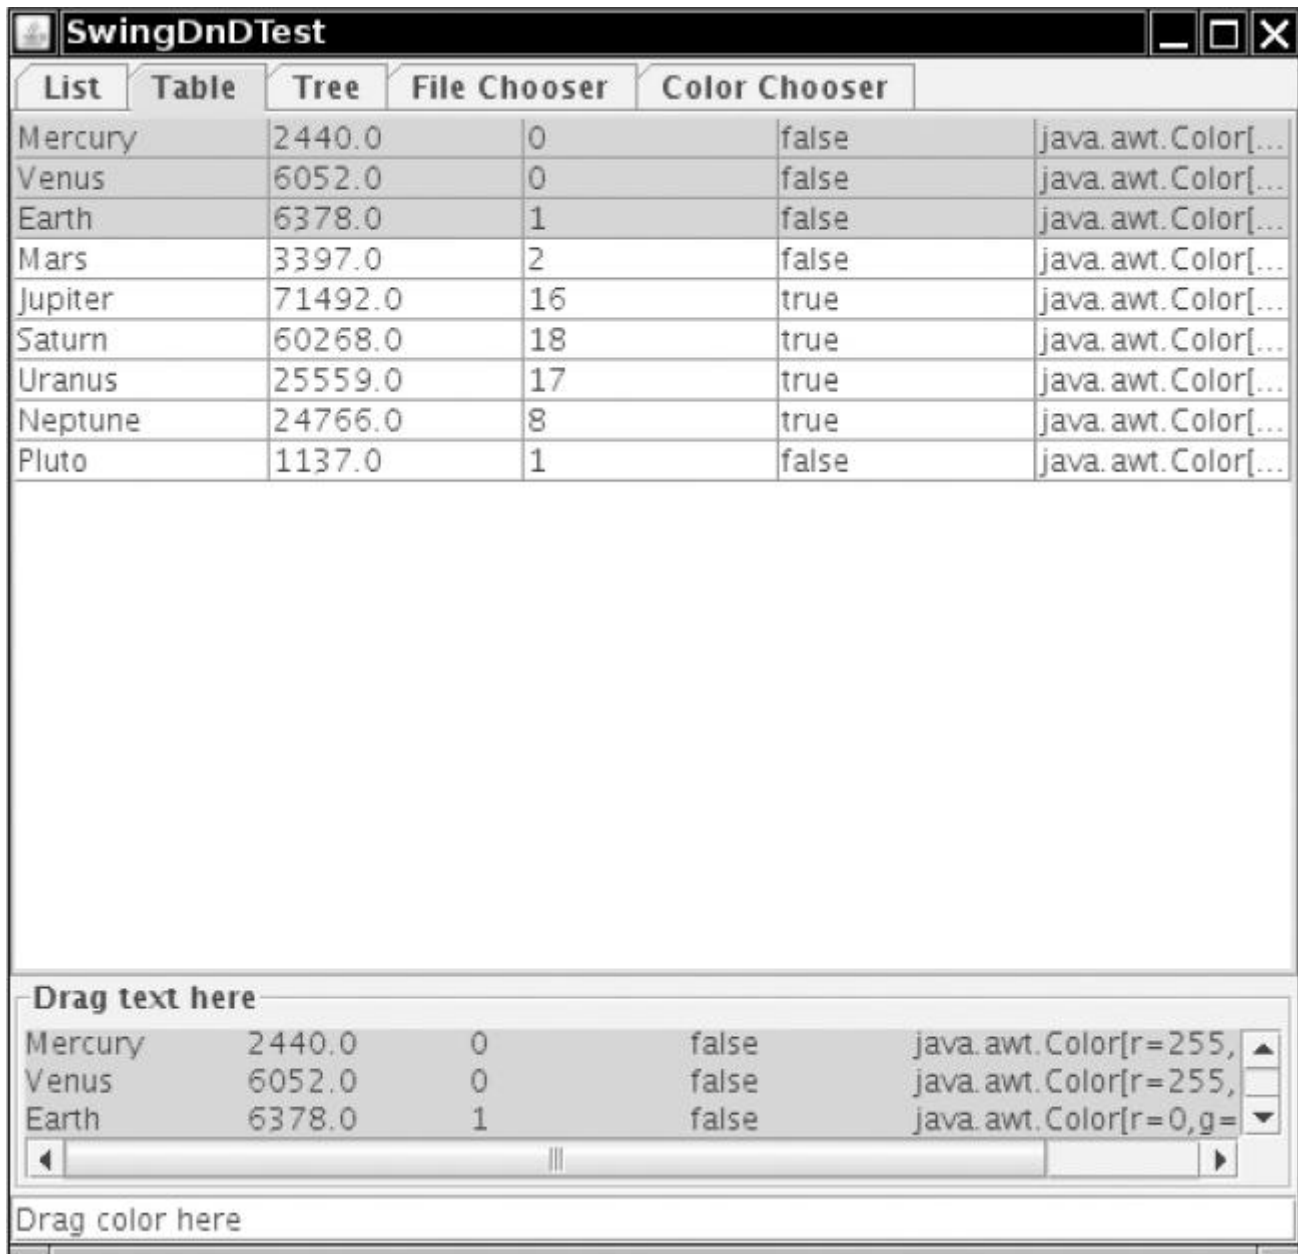 SwingDnDTest
List Table Tree File Chooser Color Chooser
Mercury 2440.0 0 false java.awt.Color[...
Venus 6052.0 0 false java.awt.Color[...
Earth 6378.0 1 false java.awt.Color[...
Mars 3397.0 2 false java.awt.Color[...
Jupiter 71492.0 16 true java.awt.Color[...
Saturn 60268.0 18 true java.awt.Color[...
Uranus 25559.0 17 true java.awt.Color[...
Neptune 24766.0 8 true java.awt.Color[...
Pluto 1137.0 1 false java.awt.Color[...
Drag text here
Mercury 2440.0 0 false java.awt.Color[r=255,
Venus 6052.0 0 false java.awt.Color[r=255,
Earth 6378.0 1 false java.awt.Color[r=0,g=
Drag color here